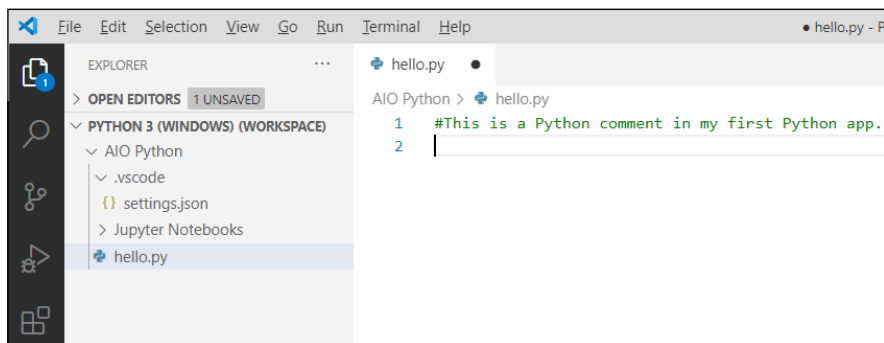 File Edit Selection View Go Run Terminal Help
● hello.py - P
EXPLORER ...
hello.py ●
1
> OPEN EDITORS 1 UNSAVED
AIO Python > hello.py
PYTHON 3 (WINDOWS) (WORKSPACE)
1 #This is a Python comment in my first Python app.
AIO Python
2
.vscode
{} settings.json
> Jupyter Notebooks
hello.py